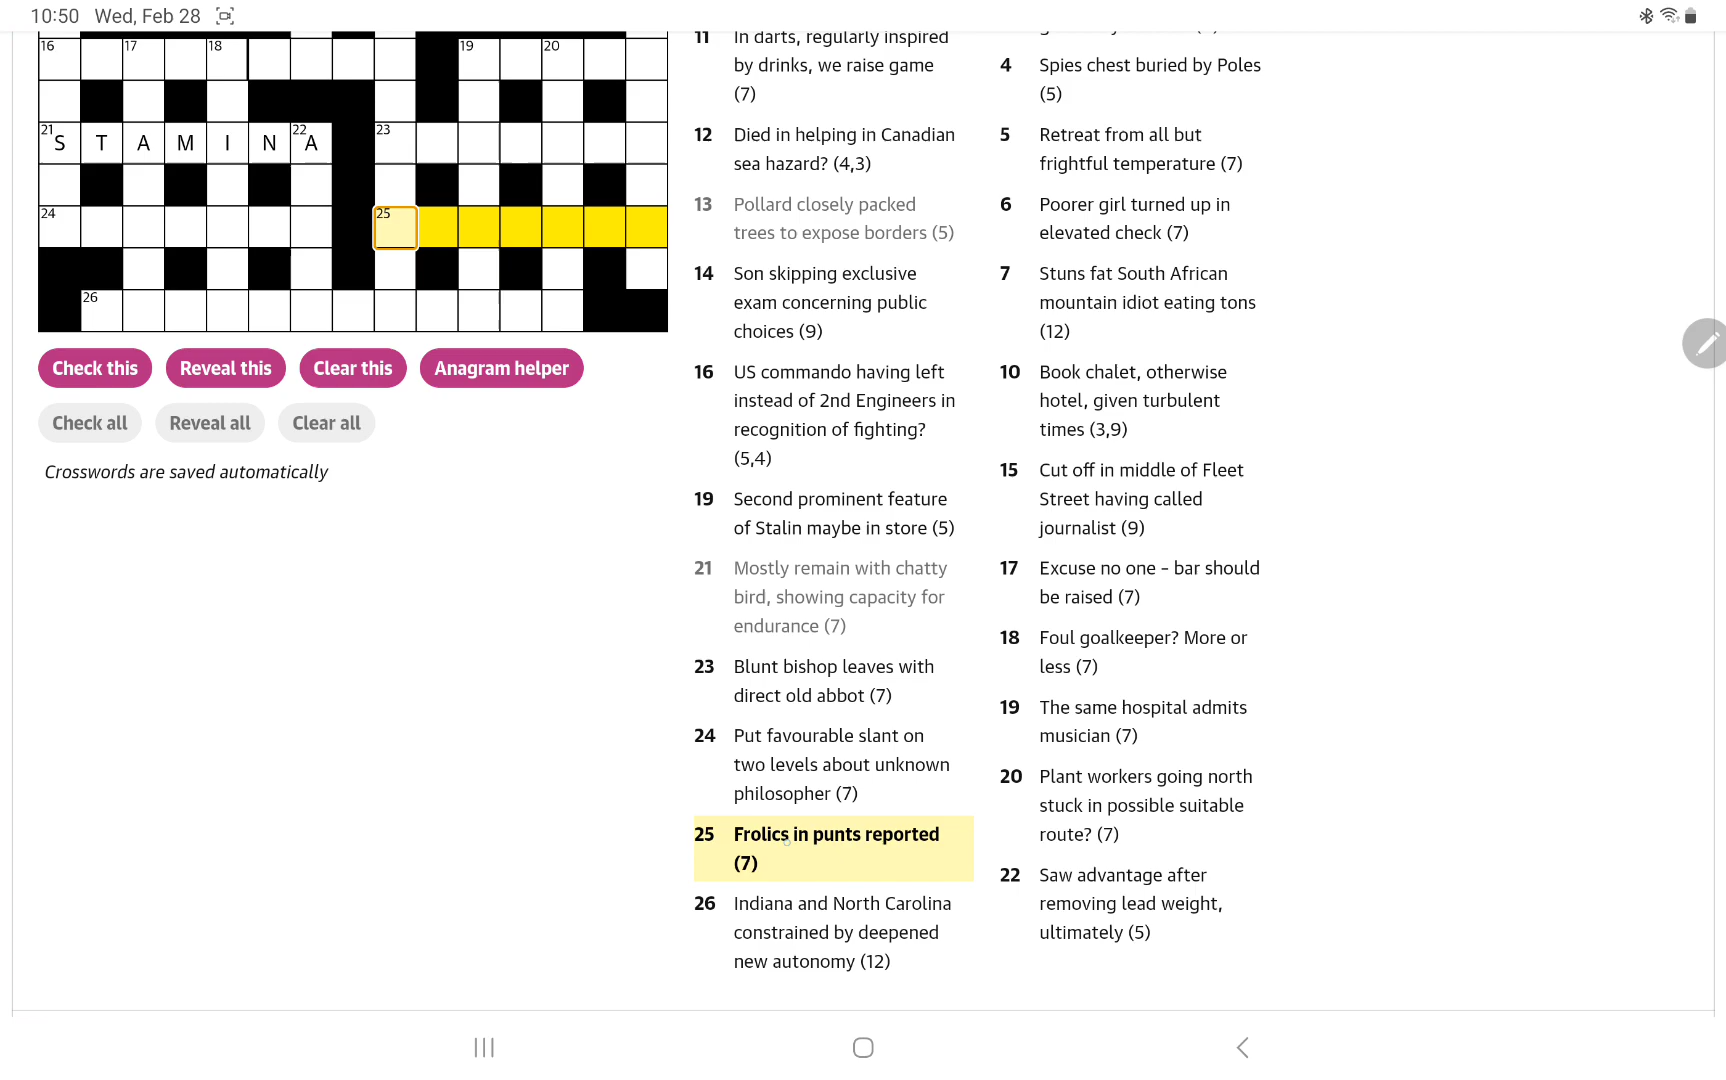 10:50 Wed, Feb 28
16 17 18 19 20
21 S T A M I N 22 A 23
24 25
26
Check this Reveal this Clear this Anagram helper
Check all Reveal all Clear all
Crosswords are saved automatically
11 In darts, regularly inspired
by drinks, we raise game
(7)
12 Died in helping in Canadian
sea hazard? (4,3)
13 Pollard closely packed
trees to expose borders (5)
14 Son skipping exclusive
exam concerning public
choices (9)
16 US commando having left
instead of 2nd Engineers in
recognition of fighting?
(5,4)
19 Second prominent feature
of Stalin maybe in store (5)
21 Mostly remain with chatty
bird, showing capacity for
endurance (7)
23 Blunt bishop leaves with
direct old abbot (7)
24 Put favourable slant on
two levels about unknown
philosopher (7)
25 Frolics in punts reported
(7)
26 Indiana and North Carolina
constrained by deepened
new autonomy (12)
4 Spies chest buried by Poles
(5)
5 Retreat from all but
frightful temperature (7)
6 Poorer girl turned up in
elevated check (7)
7 Stuns fat South African
mountain idiot eating tons
(12)
10 Book chalet, otherwise
hotel, given turbulent
times (3,9)
15 Cut off in middle of Fleet
Street having called
journalist (9)
17 Excuse no one – bar should
be raised (7)
18 Foul goalkeeper? More or
less (7)
19 The same hospital admits
musician (7)
20 Plant workers going north
stuck in possible suitable
route? (7)
22 Saw advantage after
removing lead weight,
ultimately (5)